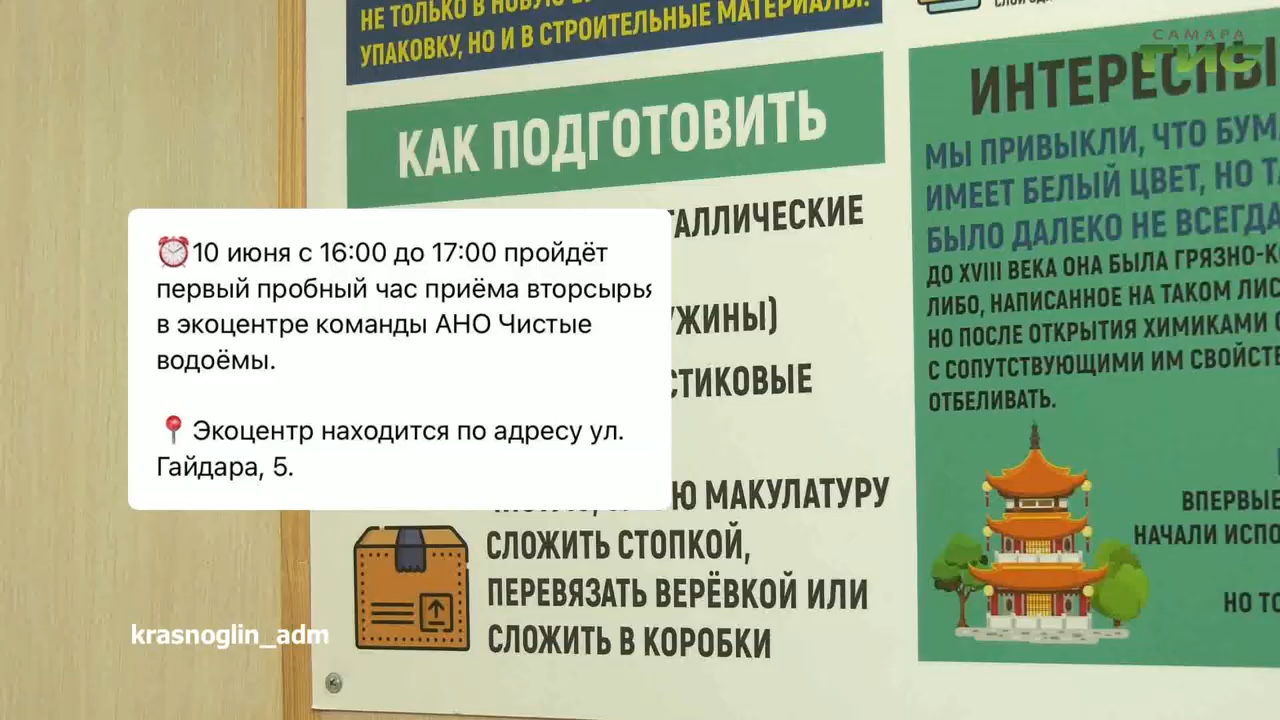 НЕ ТОЛЬКО В НОВУЮ
УПАКОВКУ, НО И В СТРОИТЕЛЬНЫЕ МАТЕРИАЛЫ.
КАК ПОДГОТОВИТЬ
ТАЛЛИЧЕСКИЕ
УЖИНЫ)
СТИКОВЫЕ
Ю МАКУЛАТУРУ
СЛОЖИТЬ СТОПКОЙ,
ПЕРЕВЯЗАТЬ ВЕРЁВКОЙ ИЛИ
СЛОЖИТЬ В КОРОБКИ
САМАРА
ГИС
ИНТЕРЕСНЫ
МЫ ПРИВЫКЛИ, ЧТО БУМ
ИМЕЕТ БЕЛЫЙ ЦВЕТ, НО Т
БЫЛО ДАЛЕКО НЕ ВСЕГДА
ДО XVIII ВЕКА ОНА БЫЛА ГРЯЗНО-К
ЛИБО, НАПИСАННОЕ НА ТАКОМ ЛИС
НО ПОСЛЕ ОТКРЫТИЯ ХИМИКАМИ
С СОПУТСТВУЮЩИМИ ИМ СВОЙСТВ
ОТБЕЛИВАТЬ.
ВПЕРВЫЕ
НАЧАЛИ ИСПО
НО ТО
⏰10 июня с 16:00 до 17:00 пройдёт
первый пробный час приёма вторсырья
в экоцентре команды АНО Чистые
водоёмы.
📍 Экоцентр находится по адресу ул.
Гайдара, 5.
krasnoglin_adm